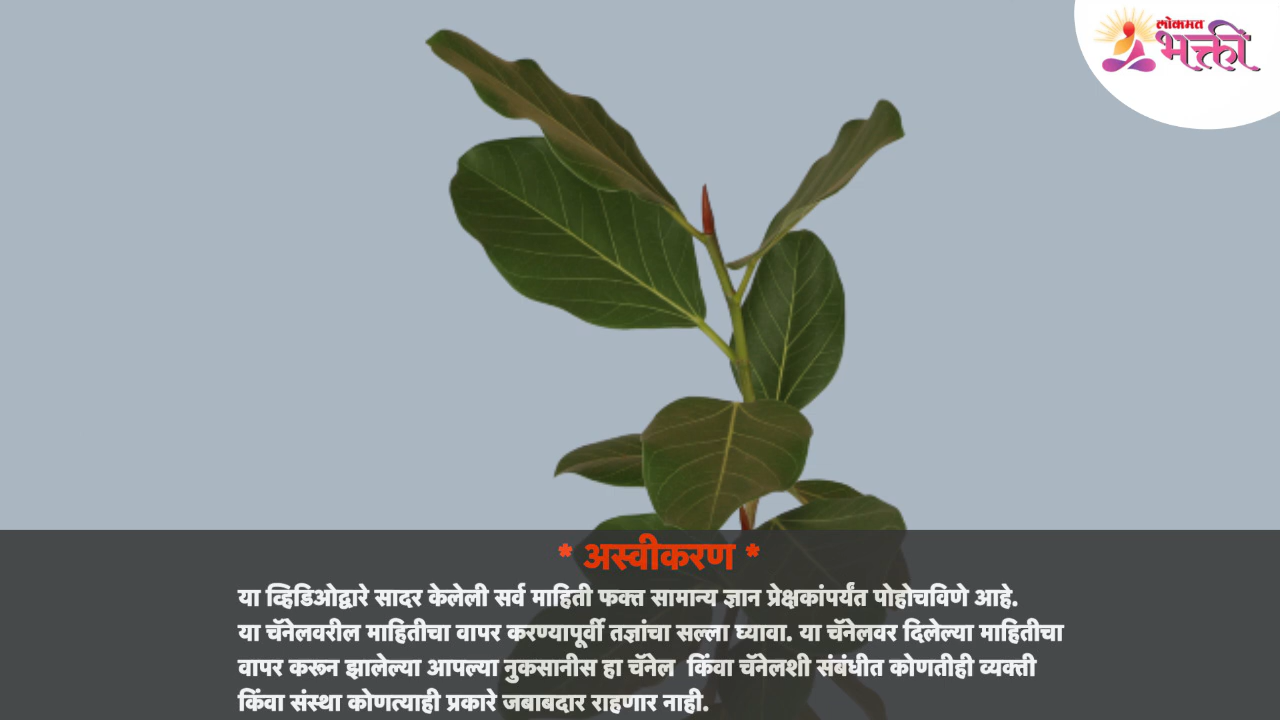 लोकमत
भक्ती
* अस्वीकरण *
या व्हिडिओद्वारे सादर केलेली सर्व माहिती फक्त सामान्य ज्ञान प्रेक्षकांपर्यंत पोहोचविणे आहे.
या चॅनेलवरील माहितीचा वापर करण्यापूर्वी तज्ञांचा सल्ला घ्यावा. या चॅनेलवर दिलेल्या माहितीचा
वापर करून झालेल्या आपल्या नुकसानीस हा चॅनेल किंवा चॅनेलशी संबंधीत कोणतीही व्यक्ती
किंवा संस्था कोणत्याही प्रकारे जबाबदार राहणार नाही.